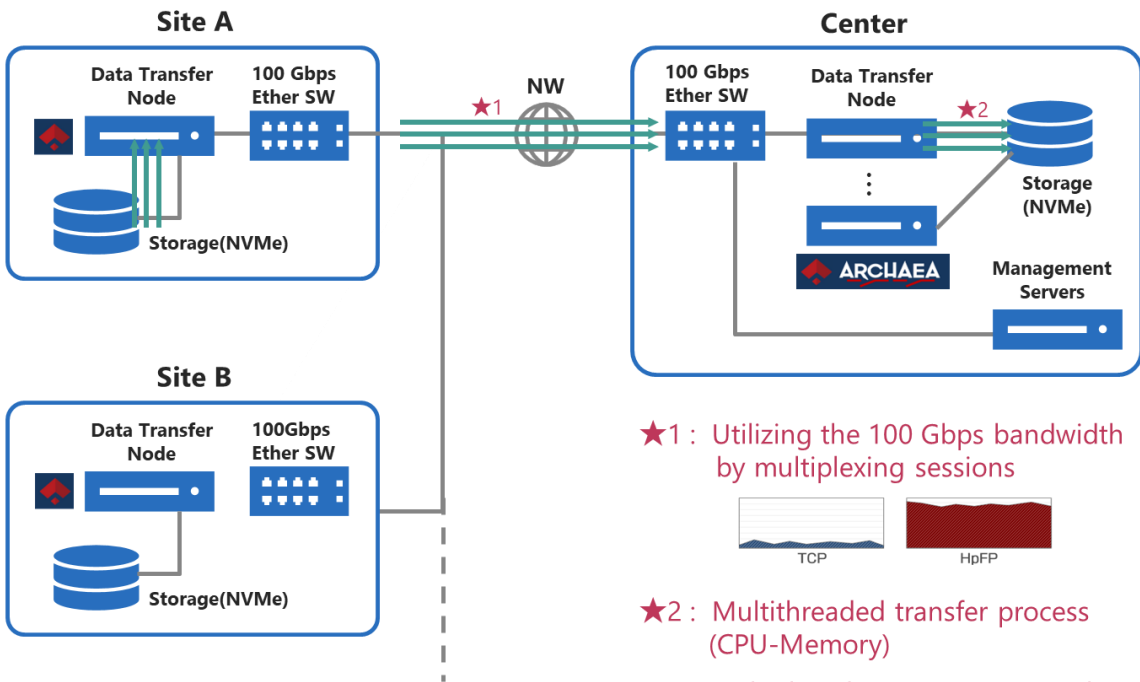 Site A
Data Transfer
Node
100 Gbps
Ether SW
Storage(NVMe)
★1
NW
Center
100 Gbps
Ether SW
Data Transfer
Node
★2
Storage
(NVMe)
ARCHAEA
Management
Servers
Site B
Data Transfer
Node
100Gbps
Ether SW
Storage(NVMe)
★1 : Utilizing the 100 Gbps bandwidth
by multiplexing sessions
TCP
HpFP
★2 : Multithreaded transfer process
(CPU-Memory)